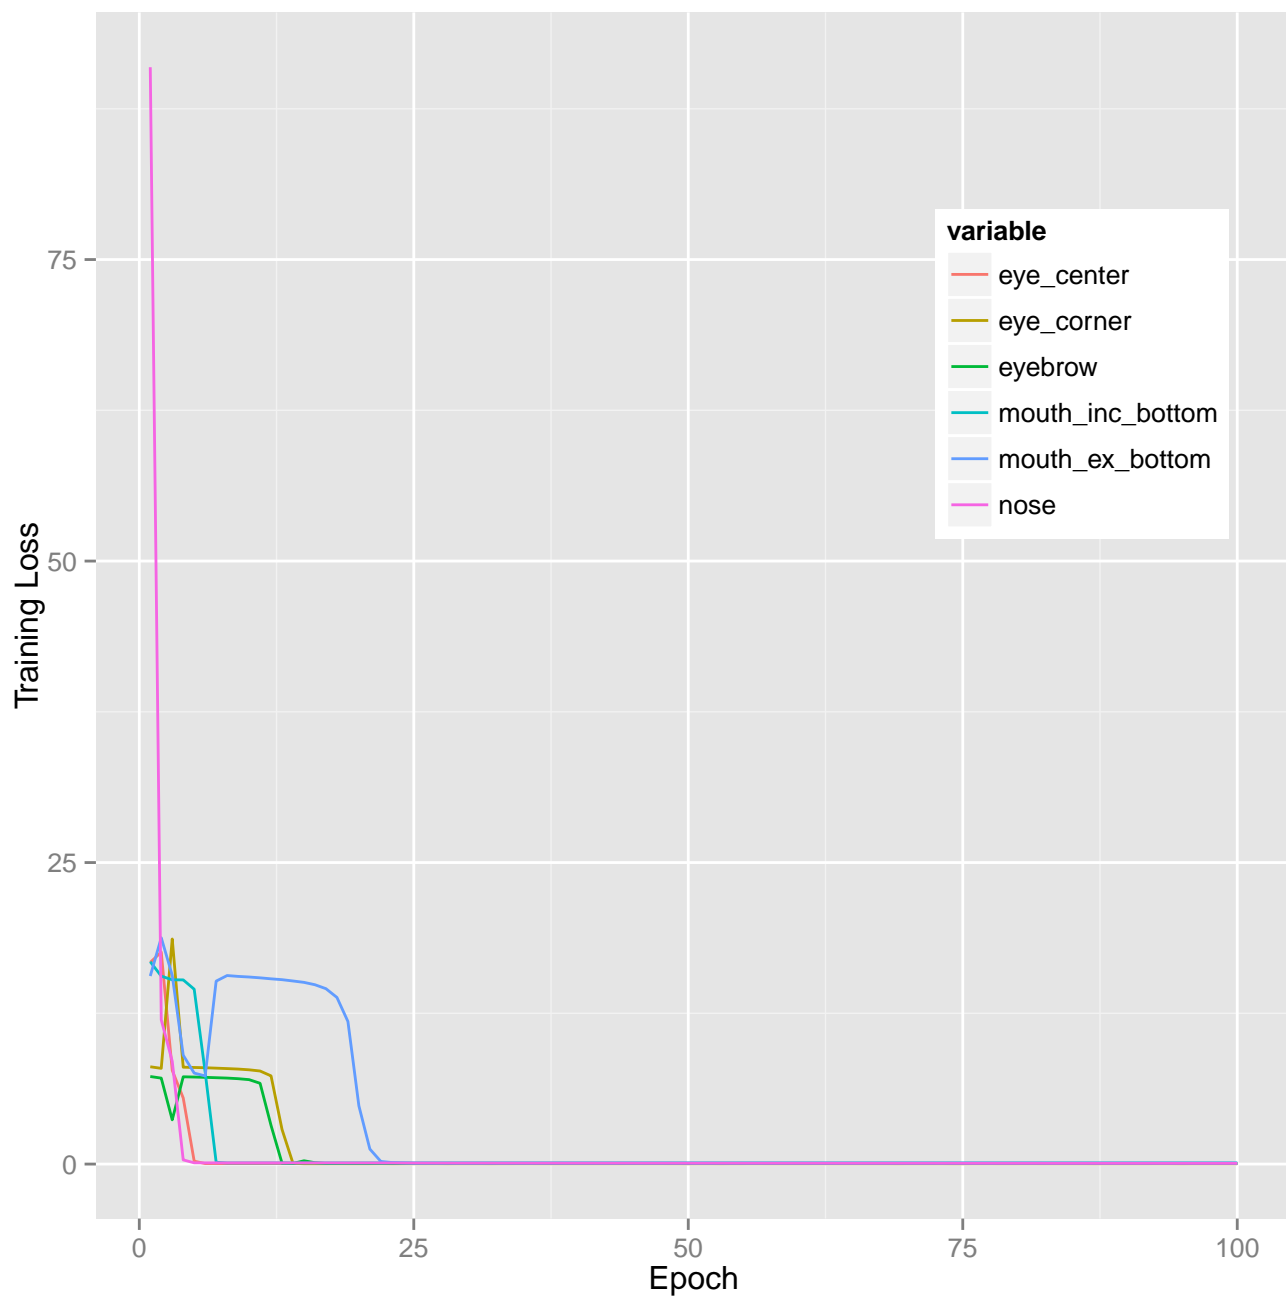 Training Loss
75
50
25
0
variable
eye_center
eye_corner
eyebrow
mouth_inc_bottom
mouth_ex_bottom
nose
0 25 50 75 100
Epoch